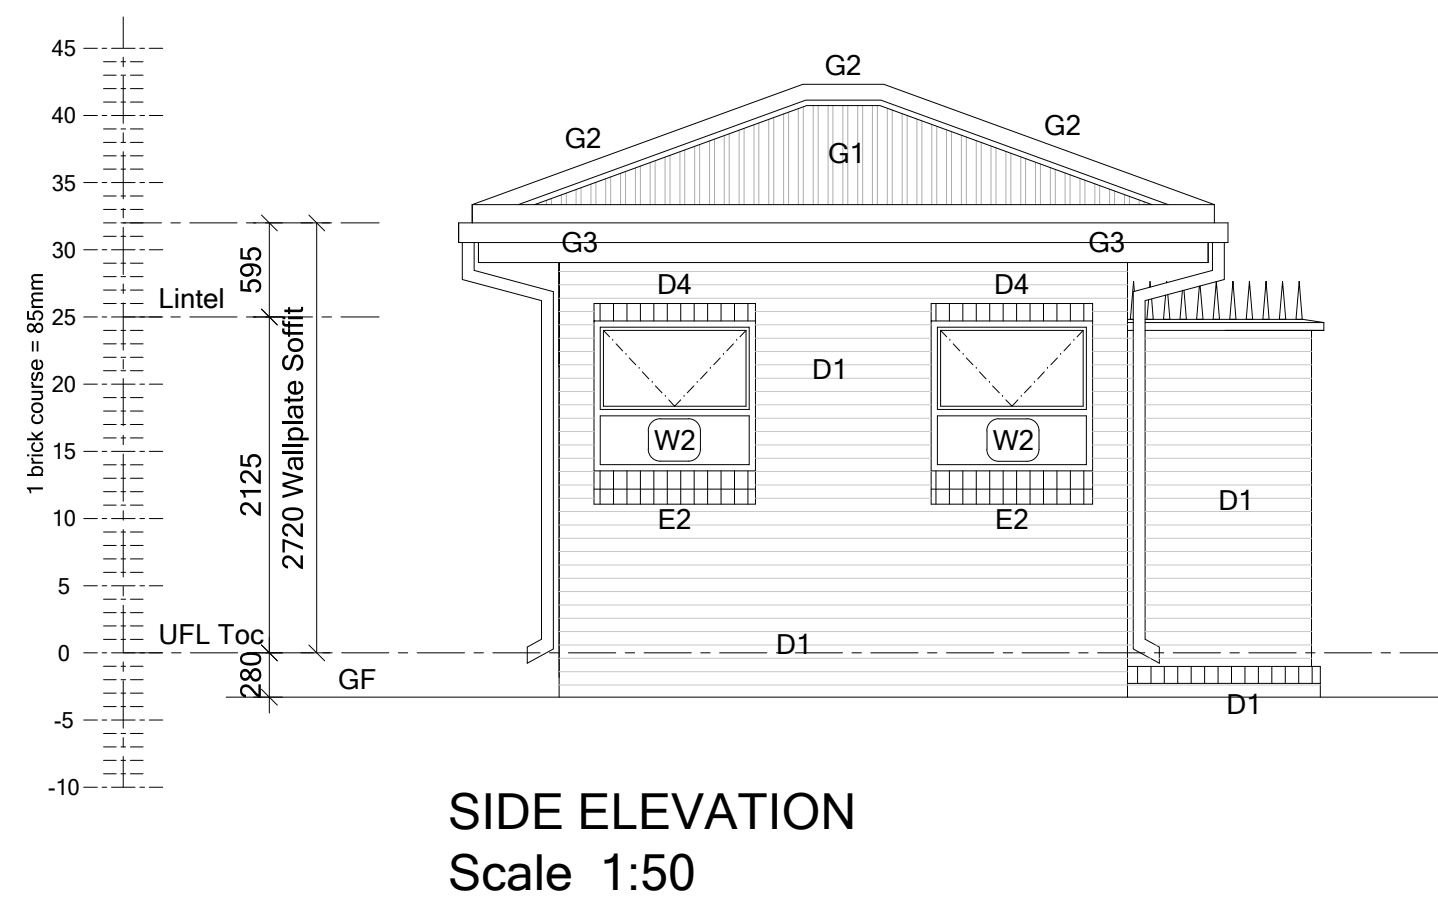 45
40
35
30
25
20
15
10
5
0
-5
-10
1 brick course = 85mm
595
2125
280
2720 Wallplate Soffit
Lintel
UFL Toc
GF
G2
G2
G2
G1
G3
G3
D4
D4
D1
W2
W2
E2
E2
D1
D1
D1
SIDE ELEVATION
Scale 1:50